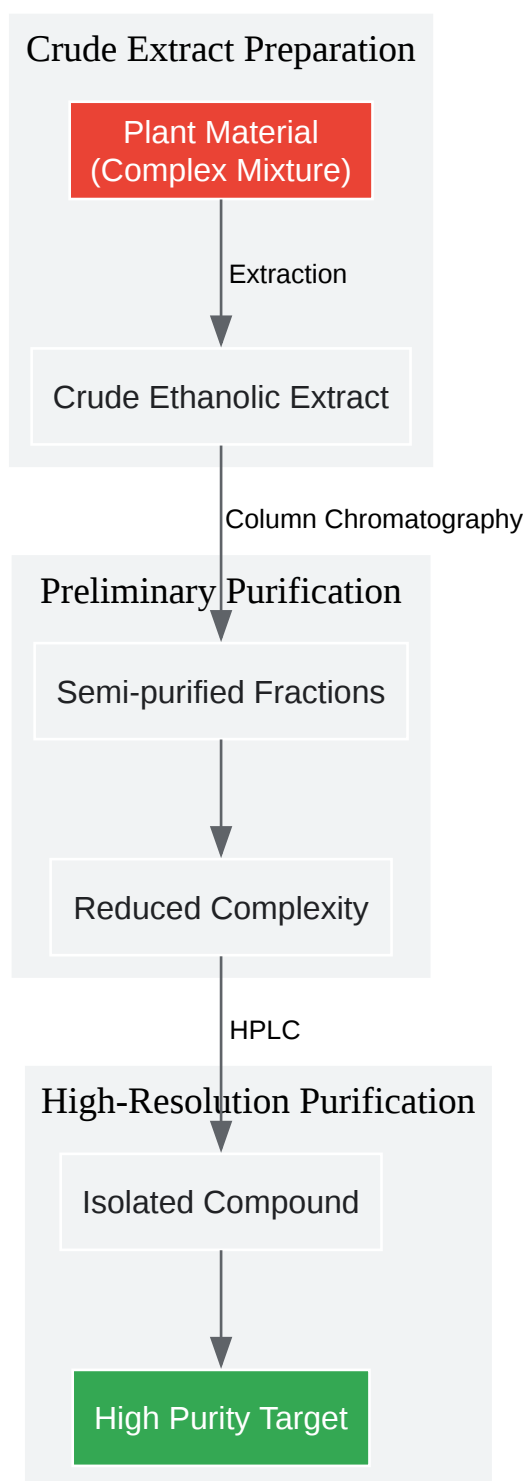 Crude Extract Preparation
Plant Material
(Complex Mixture)
Extraction
Crude Ethanolic Extract
Column Chromatography
Preliminary Purification
Semi-purified Fractions
Reduced Complexity
HPLC
High-Resolution Purification
Isolated Compound
High Purity Target